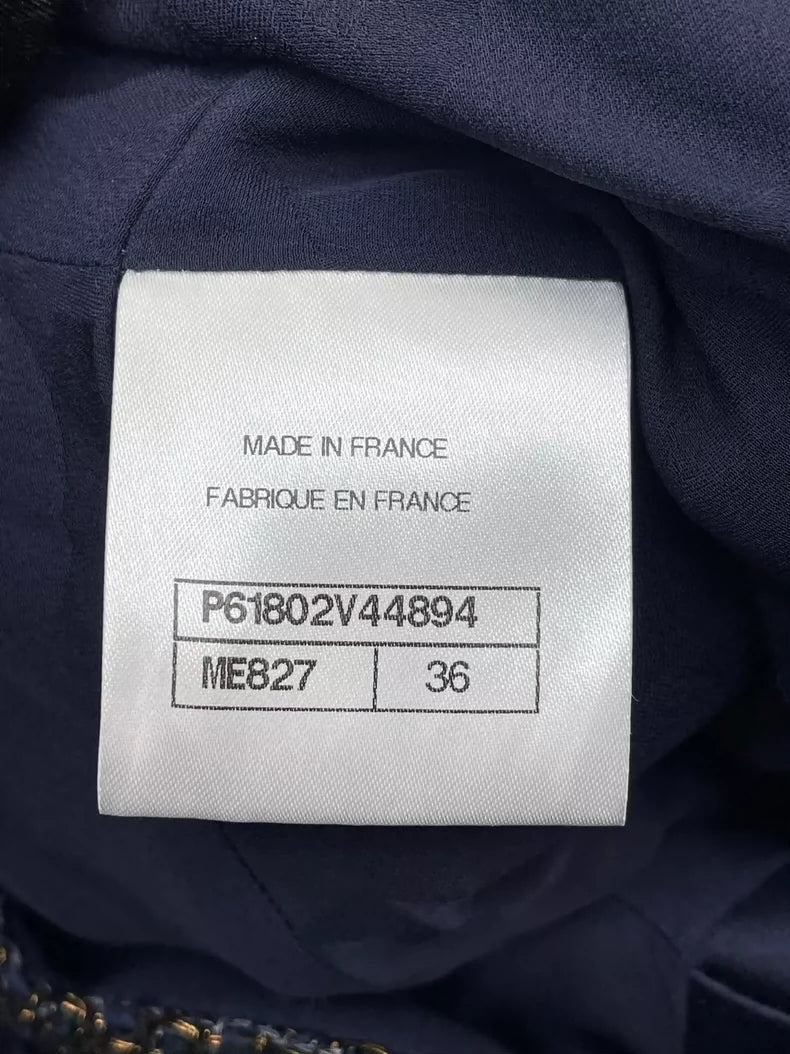 MADE IN FRANCE
FABRIQUE EN FRANCE
P61802V44894
ME827 36